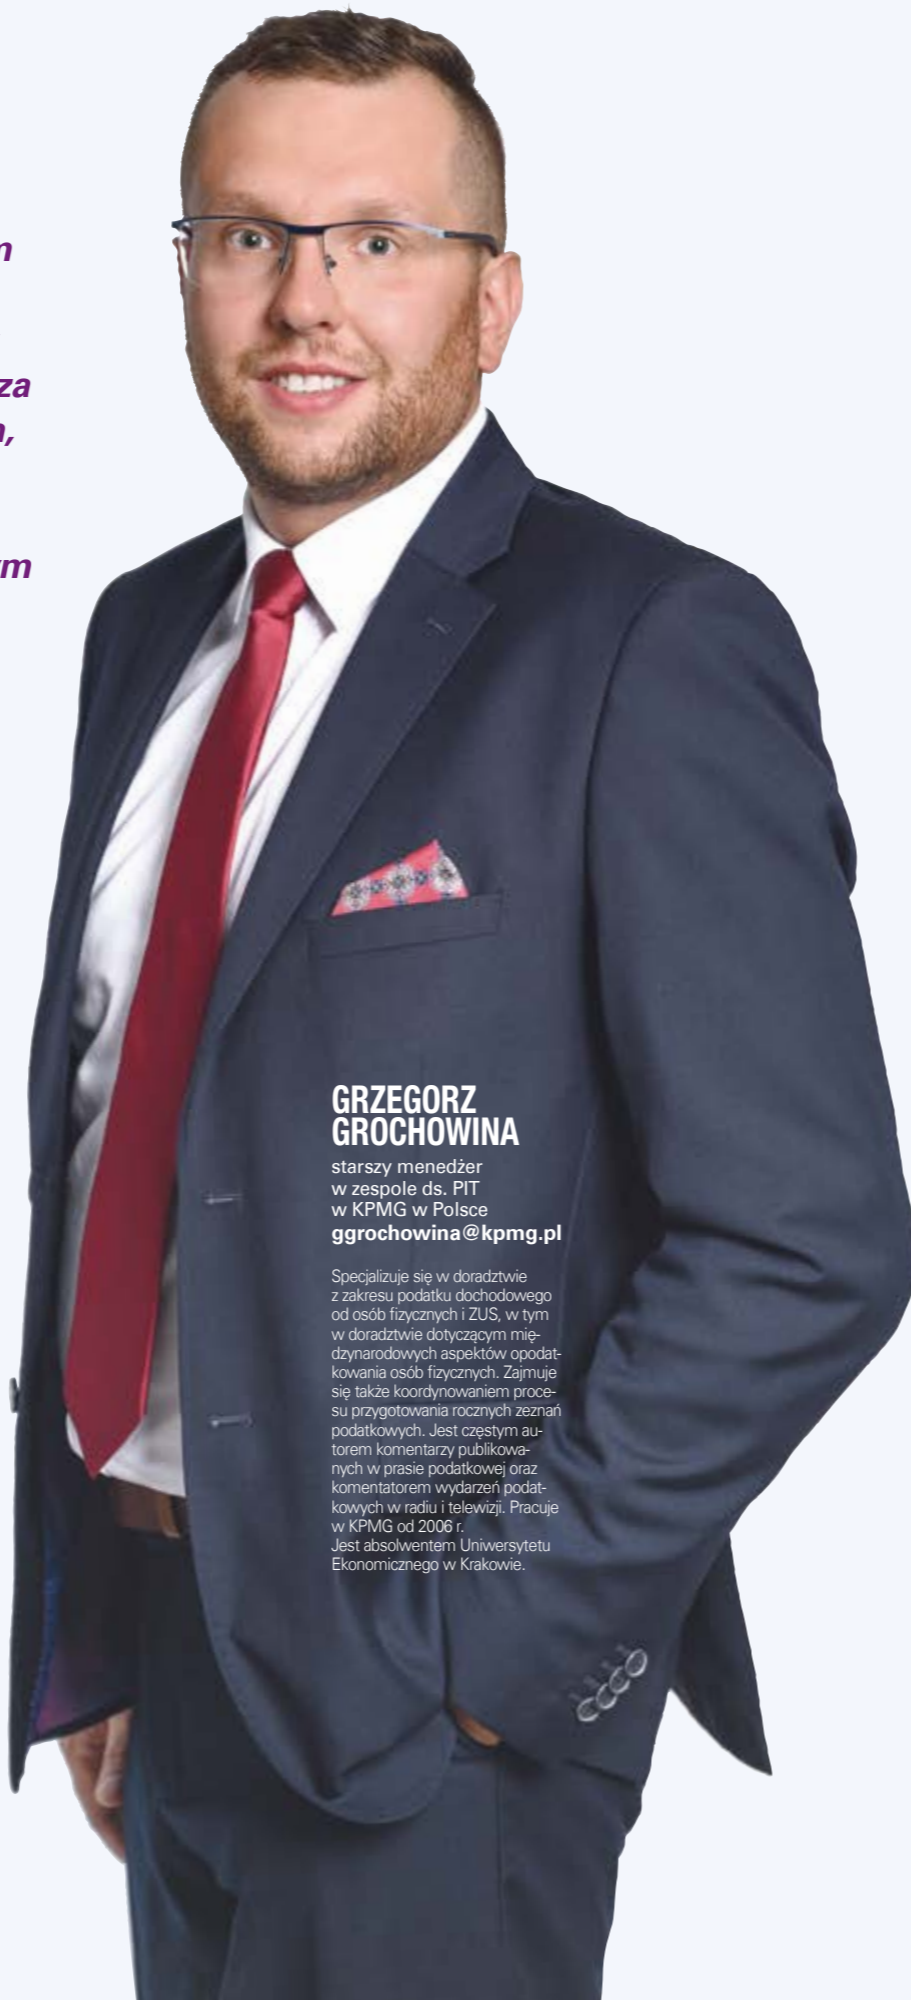 m
za
m,
ym
GRZEGORZ
GROCHOWINA
starszy menedżer
w zespole ds. PIT
w KPMG w Polsce
ggrochowina@kpmg.pl
Specjalizuje się w doradztwie
z zakresu podatku dochodowego
od osób fizycznych i ZUS, w tym
w doradztwie dotyczącym mię-
dzynarodowych aspektów opodat-
kowania osób fizycznych. Zajmuje
się także koordynowaniem proce-
su przygotowania rocznych zeznań
podatkowych. Jest częstym au-
torem komentarzy publikowa-
nych w prasie podatkowej oraz
komentatorem wydarzeń podat-
kowych w radiu i telewizji. Pracuje
w KPMG od 2006 r.
Jest absolwentem Uniwersytetu
Ekonomicznego w Krakowie.